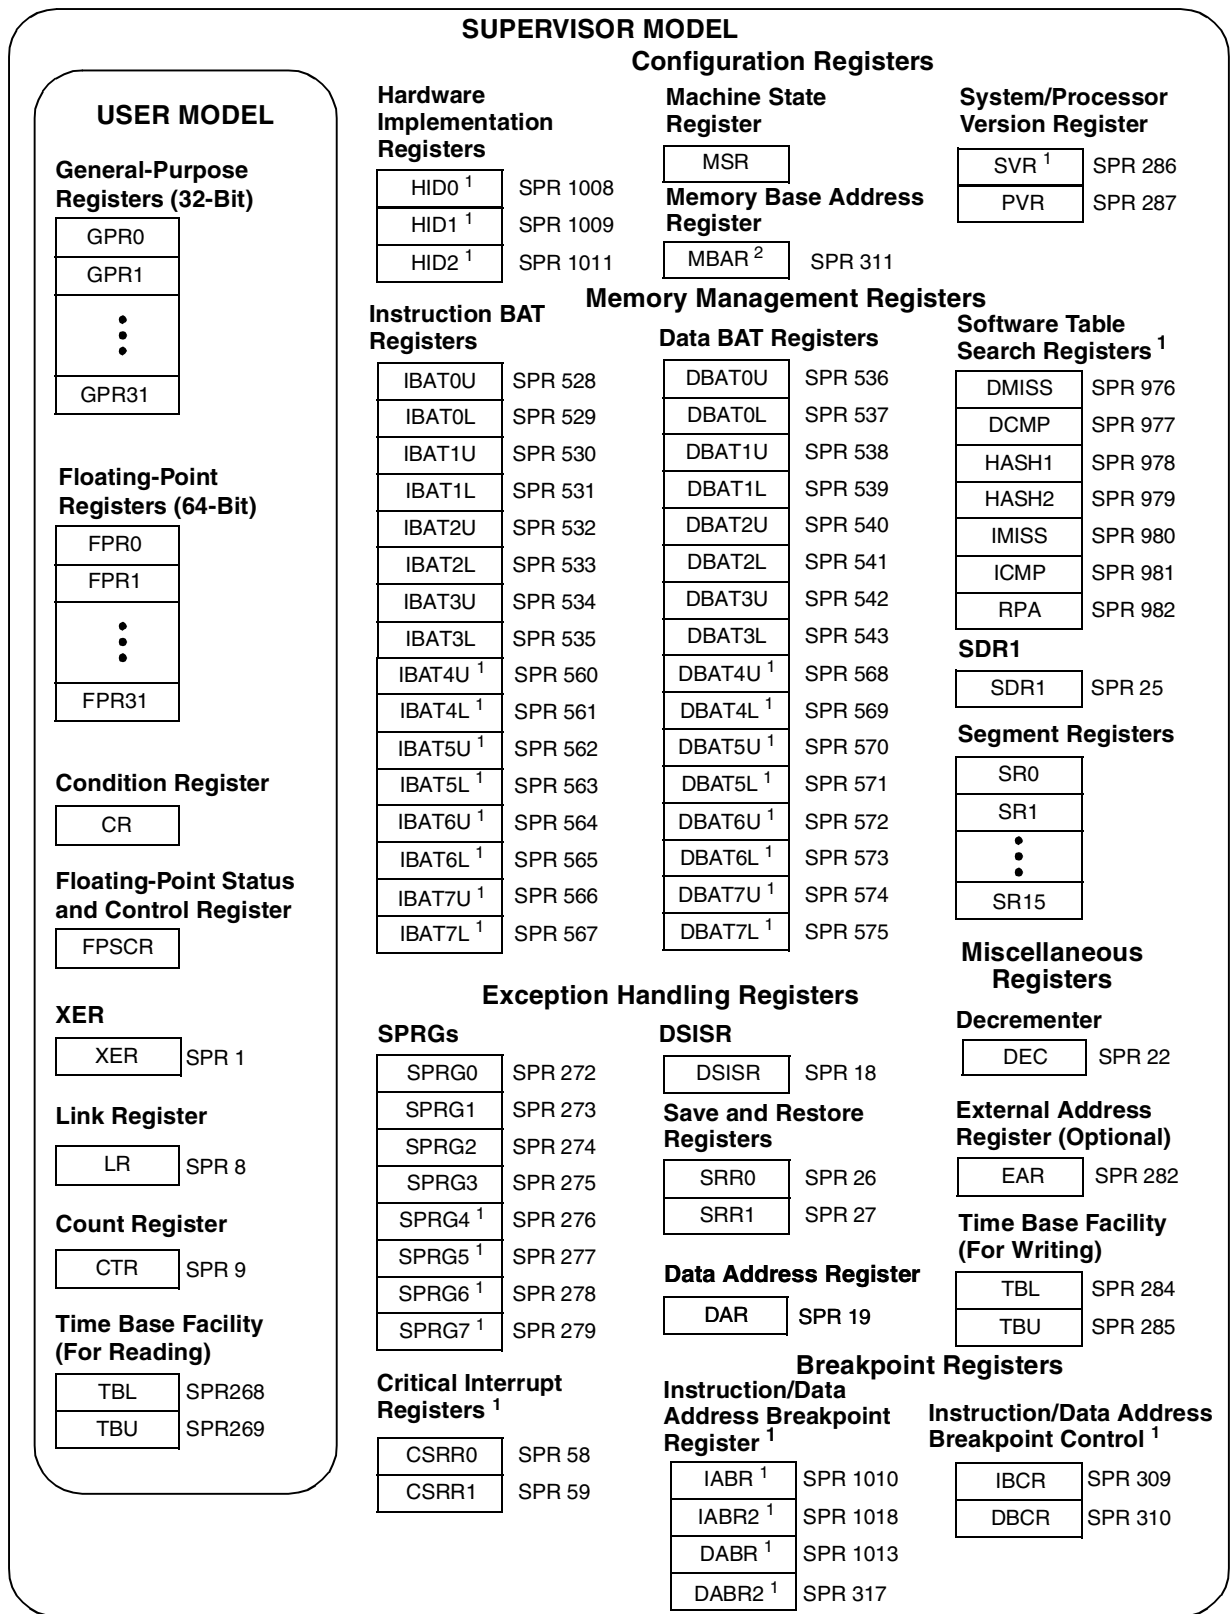 SUPERVISOR MODEL
USER MODEL
General-Purpose
Registers (32-Bit)
GPR0
GPR1
GPR31
Floating-Point
Registers (64-Bit)
FPR0
FPR1
FPR31
Condition Register
CR
Floating-Point Status
and Control Register
FPSCR
XER
XER SPR 1
Link Register
LR SPR 8
Count Register
CTR SPR 9
Time Base Facility
(For Reading)
TBL SPR268
TBU SPR269
Configuration Registers
Hardware
Implementation
Registers
HID0 1 SPR 1008
HID1 1 SPR 1009
HID2 1 SPR 1011
Machine State
Register
MSR
Memory Base Address
Register
MBAR 2 SPR 311
System/Processor
Version Register
SVR 1 SPR 286
PVR SPR 287
Memory Management Registers
Instruction BAT
Registers
IBAT0U SPR 528
IBAT0L SPR 529
IBAT1U SPR 530
IBAT1L SPR 531
IBAT2U SPR 532
IBAT2L SPR 533
IBAT3U SPR 534
IBAT3L SPR 535
IBAT4U 1 SPR 560
IBAT4L 1 SPR 561
IBAT5U 1 SPR 562
IBAT5L 1 SPR 563
IBAT6U 1 SPR 564
IBAT6L 1 SPR 565
IBAT7U 1 SPR 566
IBAT7L 1 SPR 567
Data BAT Registers
DBAT0U SPR 536
DBAT0L SPR 537
DBAT1U SPR 538
DBAT1L SPR 539
DBAT2U SPR 540
DBAT2L SPR 541
DBAT3U SPR 542
DBAT3L SPR 543
DBAT4U 1 SPR 568
DBAT4L 1 SPR 569
DBAT5U 1 SPR 570
DBAT5L 1 SPR 571
DBAT6U 1 SPR 572
DBAT6L 1 SPR 573
DBAT7U 1 SPR 574
DBAT7L 1 SPR 575
Software Table
Search Registers 1
DMISS SPR 976
DCMP SPR 977
HASH1 SPR 978
HASH2 SPR 979
IMISS SPR 980
ICMP SPR 981
RPA SPR 982
SDR1
SDR1 SPR 25
Segment Registers
SR0
SR1
SR15
Exception Handling Registers
SPRGs
SPRG0 SPR 272
SPRG1 SPR 273
SPRG2 SPR 274
SPRG3 SPR 275
SPRG4 1 SPR 276
SPRG5 1 SPR 277
SPRG6 1 SPR 278
SPRG7 1 SPR 279
Critical Interrupt
Registers 1
CSRR0 SPR 58
CSRR1 SPR 59
DSISR
DSISR SPR 18
Save and Restore
Registers
SRR0 SPR 26
SRR1 SPR 27
Data Address Register
DAR SPR 19
Miscellaneous
Registers
Decrementer
DEC SPR 22
External Address
Register (Optional)
EAR SPR 282
Time Base Facility
(For Writing)
TBL SPR 284
TBU SPR 285
Breakpoint Registers
Instruction/Data
Address Breakpoint
Register 1
IABR 1 SPR 1010
IABR2 1 SPR 1018
DABR 1 SPR 1013
DABR2 1 SPR 317
Instruction/Data Address
Breakpoint Control 1
IBCR SPR 309
DBCR SPR 310